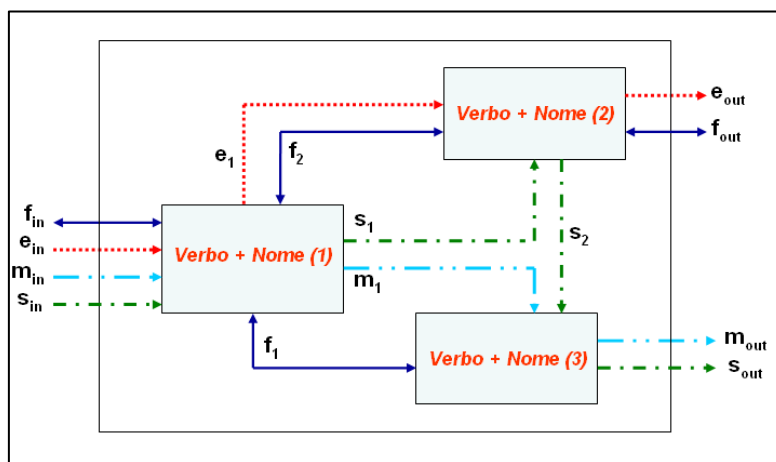 e_out
Verbo + Nome (2)
f_out
e_1
f_2
f_in
s_1
s_2
e_in
Verbo + Nome (1)
m_in
m_1
s_in
m_out
f_1
Verbo + Nome (3)
s_out